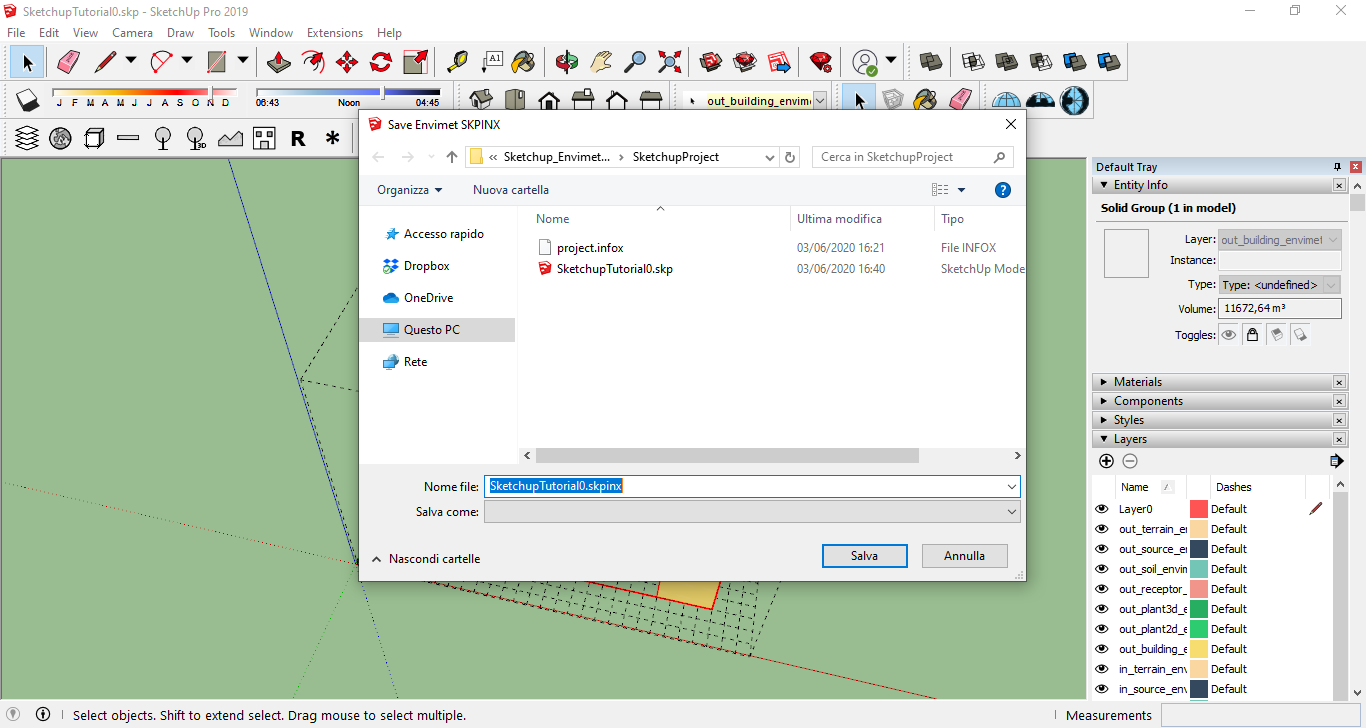 SketchupTutorial0.skp - SketchUp Pro 2019
File Edit View Camera Draw Tools Window Extensions Help
A1
J F M A M J J A S O N D
06:43 Noon 04:45
out_building_envim
3D
R
Save Envimet SKPINX
« Sketchup_Envimet... › SketchupProject
Cerca in SketchupProject
Organizza Nuova cartella
?
Accesso rapido
Dropbox
OneDrive
Questo PC
Rete
Nome Ultima modifica Tipo
project.infox 03/06/2020 16:21 File INFOX
SketchupTutorial0.skp 03/06/2020 16:40 SketchUp Mode
Nome file: SketchupTutorial0.skpinx
Salva come:
Nascondi cartelle
Salva Annulla
Default Tray
Entity Info
Solid Group (1 in model)
Layer: out_building_envimet
Instance:
Type: Type: <undefined>
Volume: 11672,64 m³
Toggles:
Materials
Components
Styles
Layers
Name Dashes
Layer0 Default
out_terrain_e Default
out_source_e Default
out_soil_envim Default
out_receptor_ Default
out_plant3d_e Default
out_plant2d_e Default
out_building_e Default
in_terrain_env Default
in_source_env Default
Select objects. Shift to extend select. Drag mouse to select multiple.
Measurements